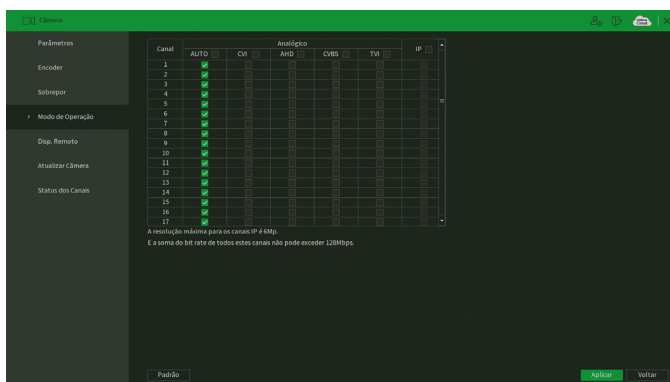 Câmera
Parâmetros
Encoder
Sobrepor
> Modo de Operação
Disp. Remoto
Atualizar Câmera
Status dos Canais
Canal Analógico IP
AUTO CVI AHD CVBS TVI
1
2
3
4
5
6
7
8
9
10
11
12
13
14
15
16
17
A resolução máxima para os canais IP é 6Mp.
E a soma do bit rate de todos estes canais não pode exceder 128Mbps.
Padrão Aplicar Voltar